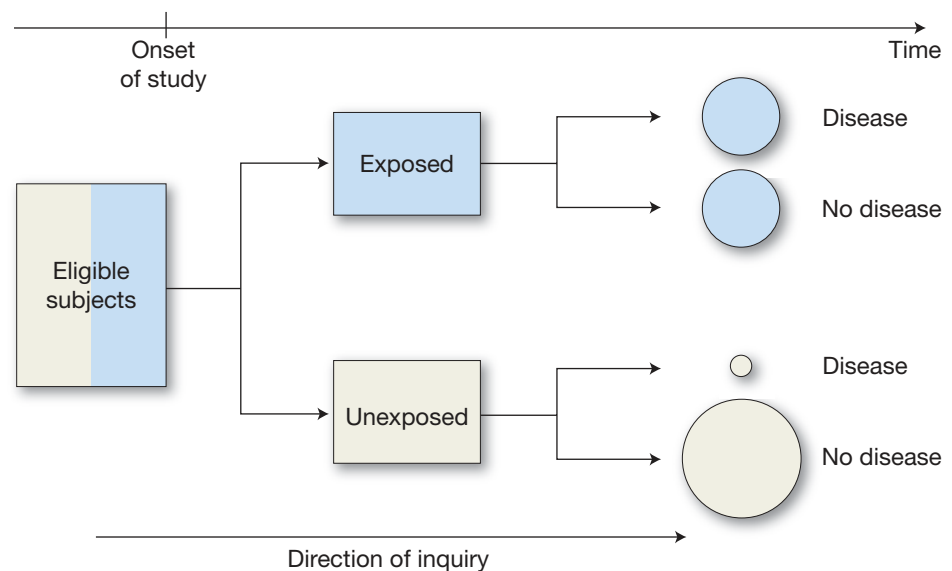 Onset
of study
Time
Disease
Exposed
No disease
Eligible
subjects
Disease
Unexposed
No disease
Direction of inquiry